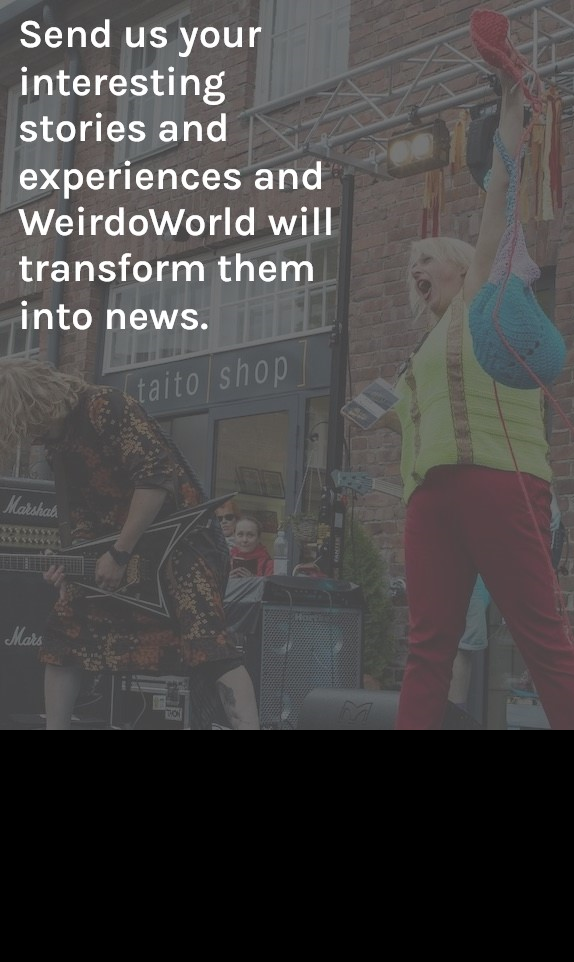 Send us your
interesting
stories and
experiences and
WeirdoWorld will
transform them
into news.
[taito|shop]
Marshall
Mars